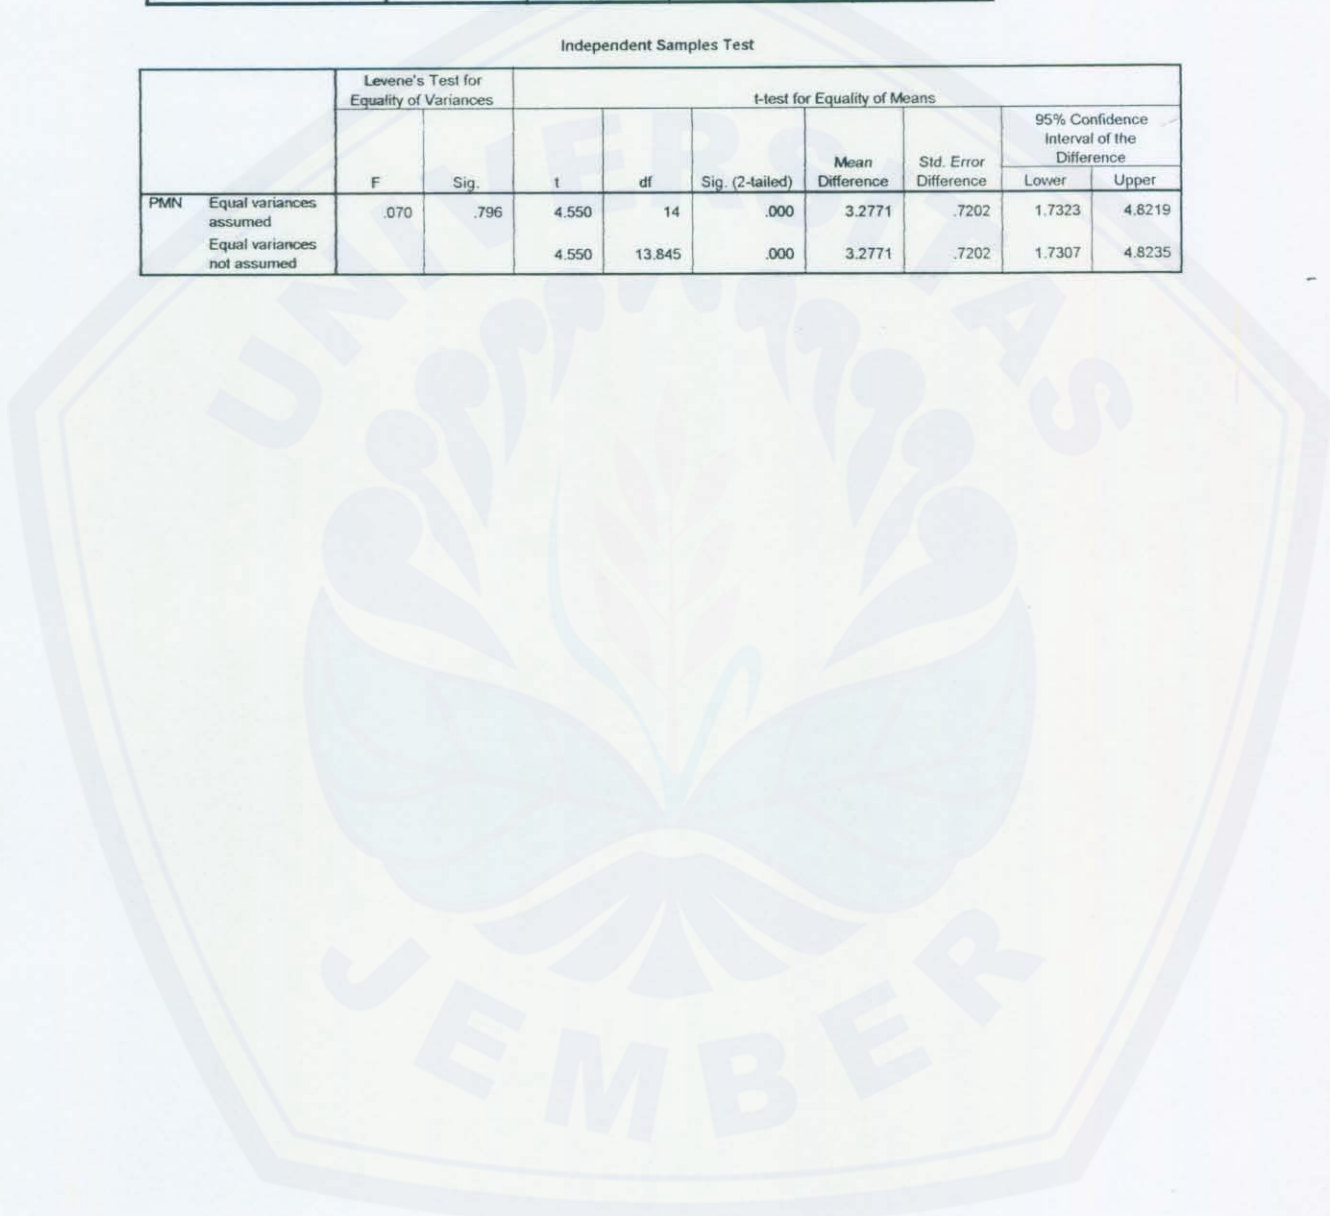 Independent Samples Test
Levene's Test for
Equality of Variances
t-test for Equality of Means
95% Confidence
Interval of the
Difference
Mean
Difference
Std. Error
Difference
F Sig. t df Sig. (2-tailed) Lower Upper
PMN Equal variances
assumed
.070 .796 4.550 14 .000 3.2771 .7202 1.7323 4.8219
Equal variances
not assumed
4.550 13.845 .000 3.2771 .7202 1.7307 4.8235
UNIVERSITAS
JEMBER